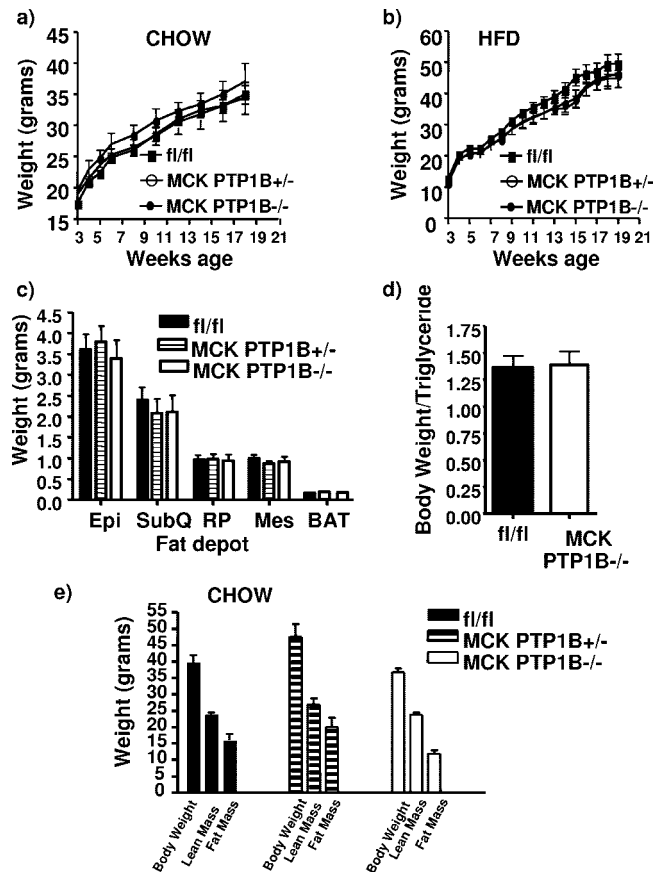 a)
CHOW
Weight (grams)
45
40
35
30
25
20
15
fl/fl
MCK PTP1B+/-
MCK PTP1B-/-
3 5 7 9 11 13 15 17 19 21
Weeks age
b)
HFD
Weight (grams)
60
50
40
30
20
10
0
fl/fl
MCK PTP1B+/-
MCK PTP1B-/-
3 5 7 9 11 13 15 17 19 21
Weeks age
c)
Weight (grams)
4.5
4.0
3.5
3.0
2.5
2.0
1.5
1.0
0.5
0.0
fl/fl
MCK PTP1B+/-
MCK PTP1B-/-
Epi SubQ RP Mes BAT
Fat depot
d)
Body Weight/Triglyceride
1.75
1.50
1.25
1.00
0.75
0.50
0.25
0.00
fl/fl
MCK
PTP1B-/-
e)
CHOW
Weight (grams)
55
50
45
40
35
30
25
20
15
10
5
0
fl/fl
MCK PTP1B+/-
MCK PTP1B-/-
Body Weight
Lean Mass
Fat Mass
Body Weight
Lean Mass
Fat Mass
Body Weight
Lean Mass
Fat Mass